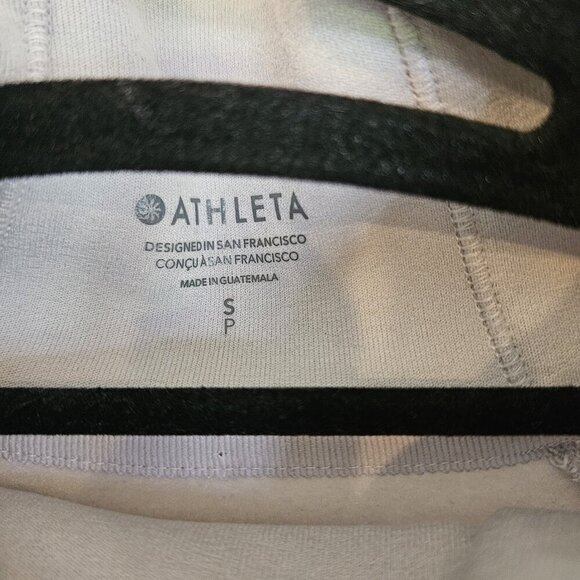 ATHLETA
DESIGNED IN SAN FRANCISCO
CONÇU À SAN FRANCISCO
MADE IN GUATEMALA
S
P